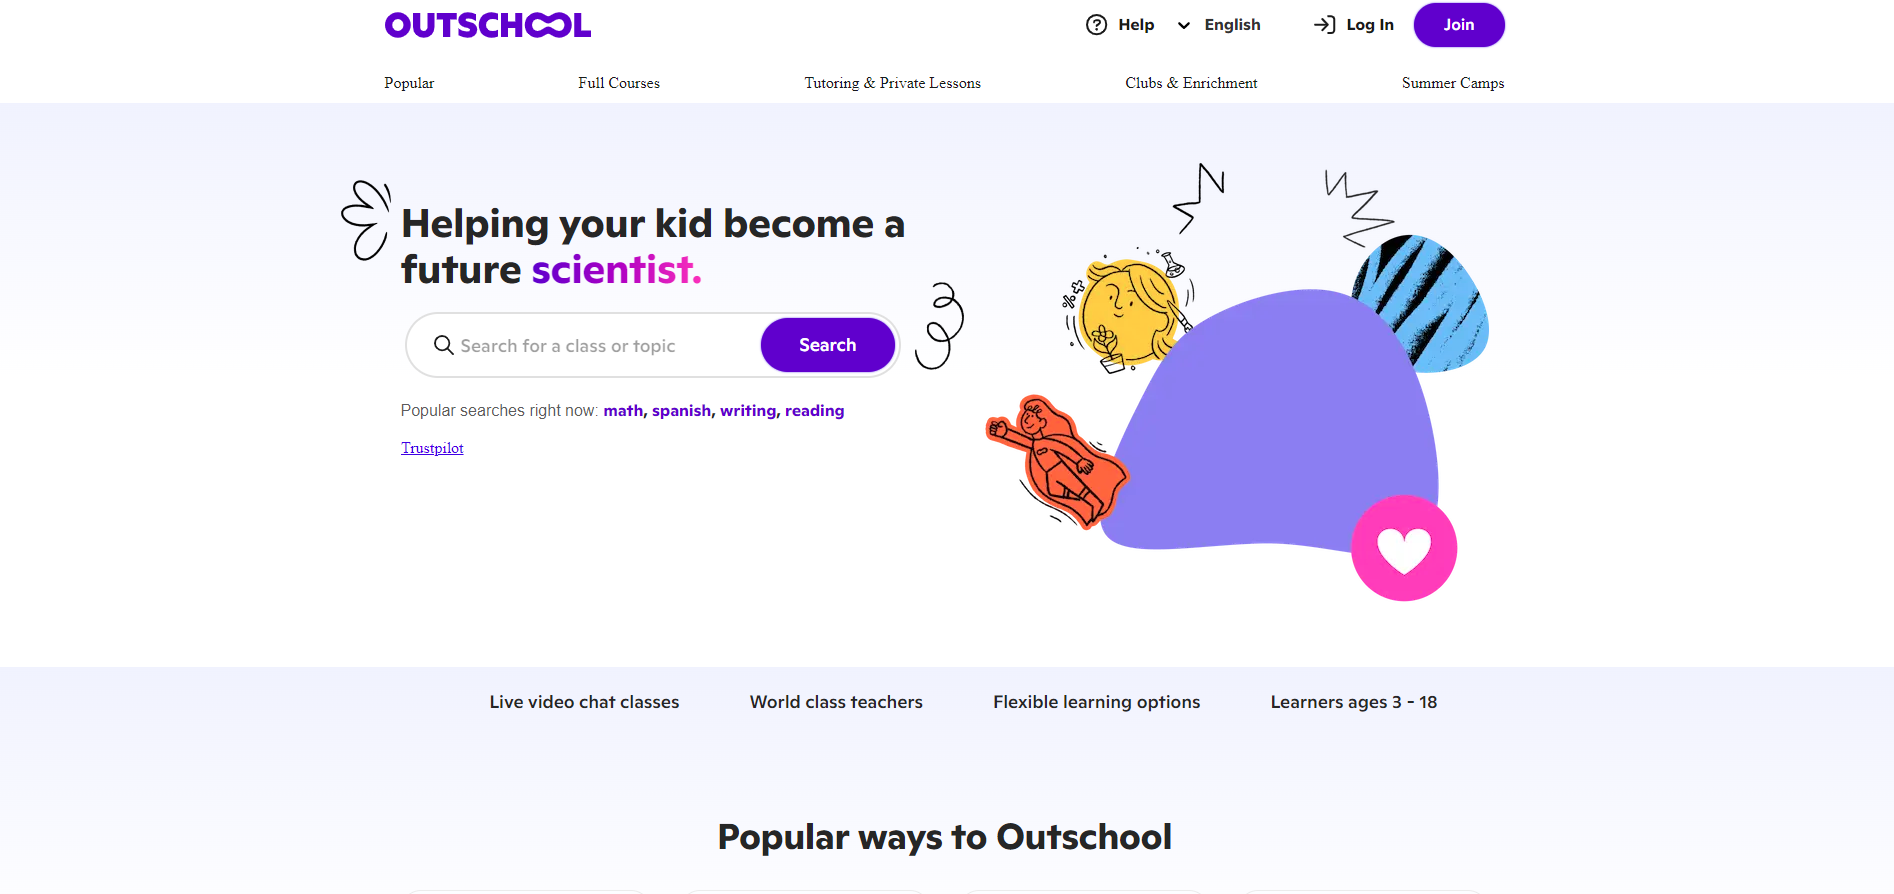 OUTSCHOOL
Help
English
Log In
Join
Popular
Full Courses
Tutoring & Private Lessons
Clubs & Enrichment
Summer Camps
Helping your kid become a
future scientist.
Search for a class or topic
Search
Popular searches right now: math, spanish, writing, reading
Trustpilot
Live video chat classes
World class teachers
Flexible learning options
Learners ages 3 - 18
Popular ways to Outschool